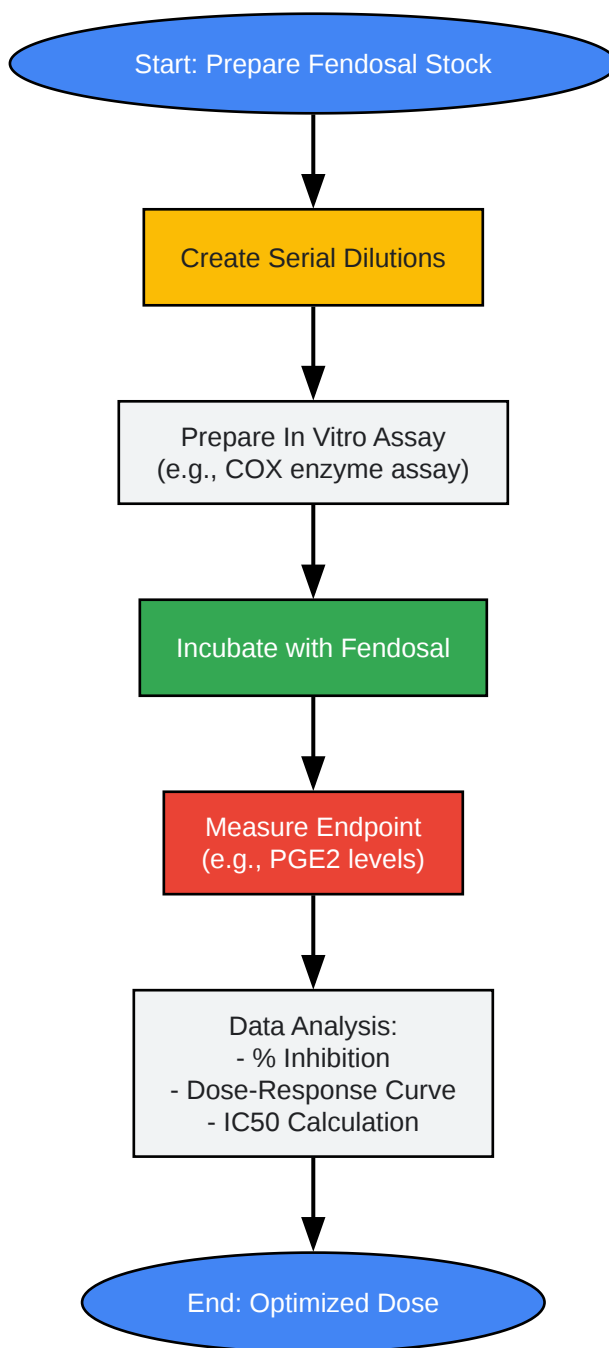 Start: Prepare Fendosal Stock
Create Serial Dilutions
Prepare In Vitro Assay
(e.g., COX enzyme assay)
Incubate with Fendosal
Measure Endpoint
(e.g., PGE2 levels)
Data Analysis:
- % Inhibition
- Dose-Response Curve
- IC50 Calculation
End: Optimized Dose